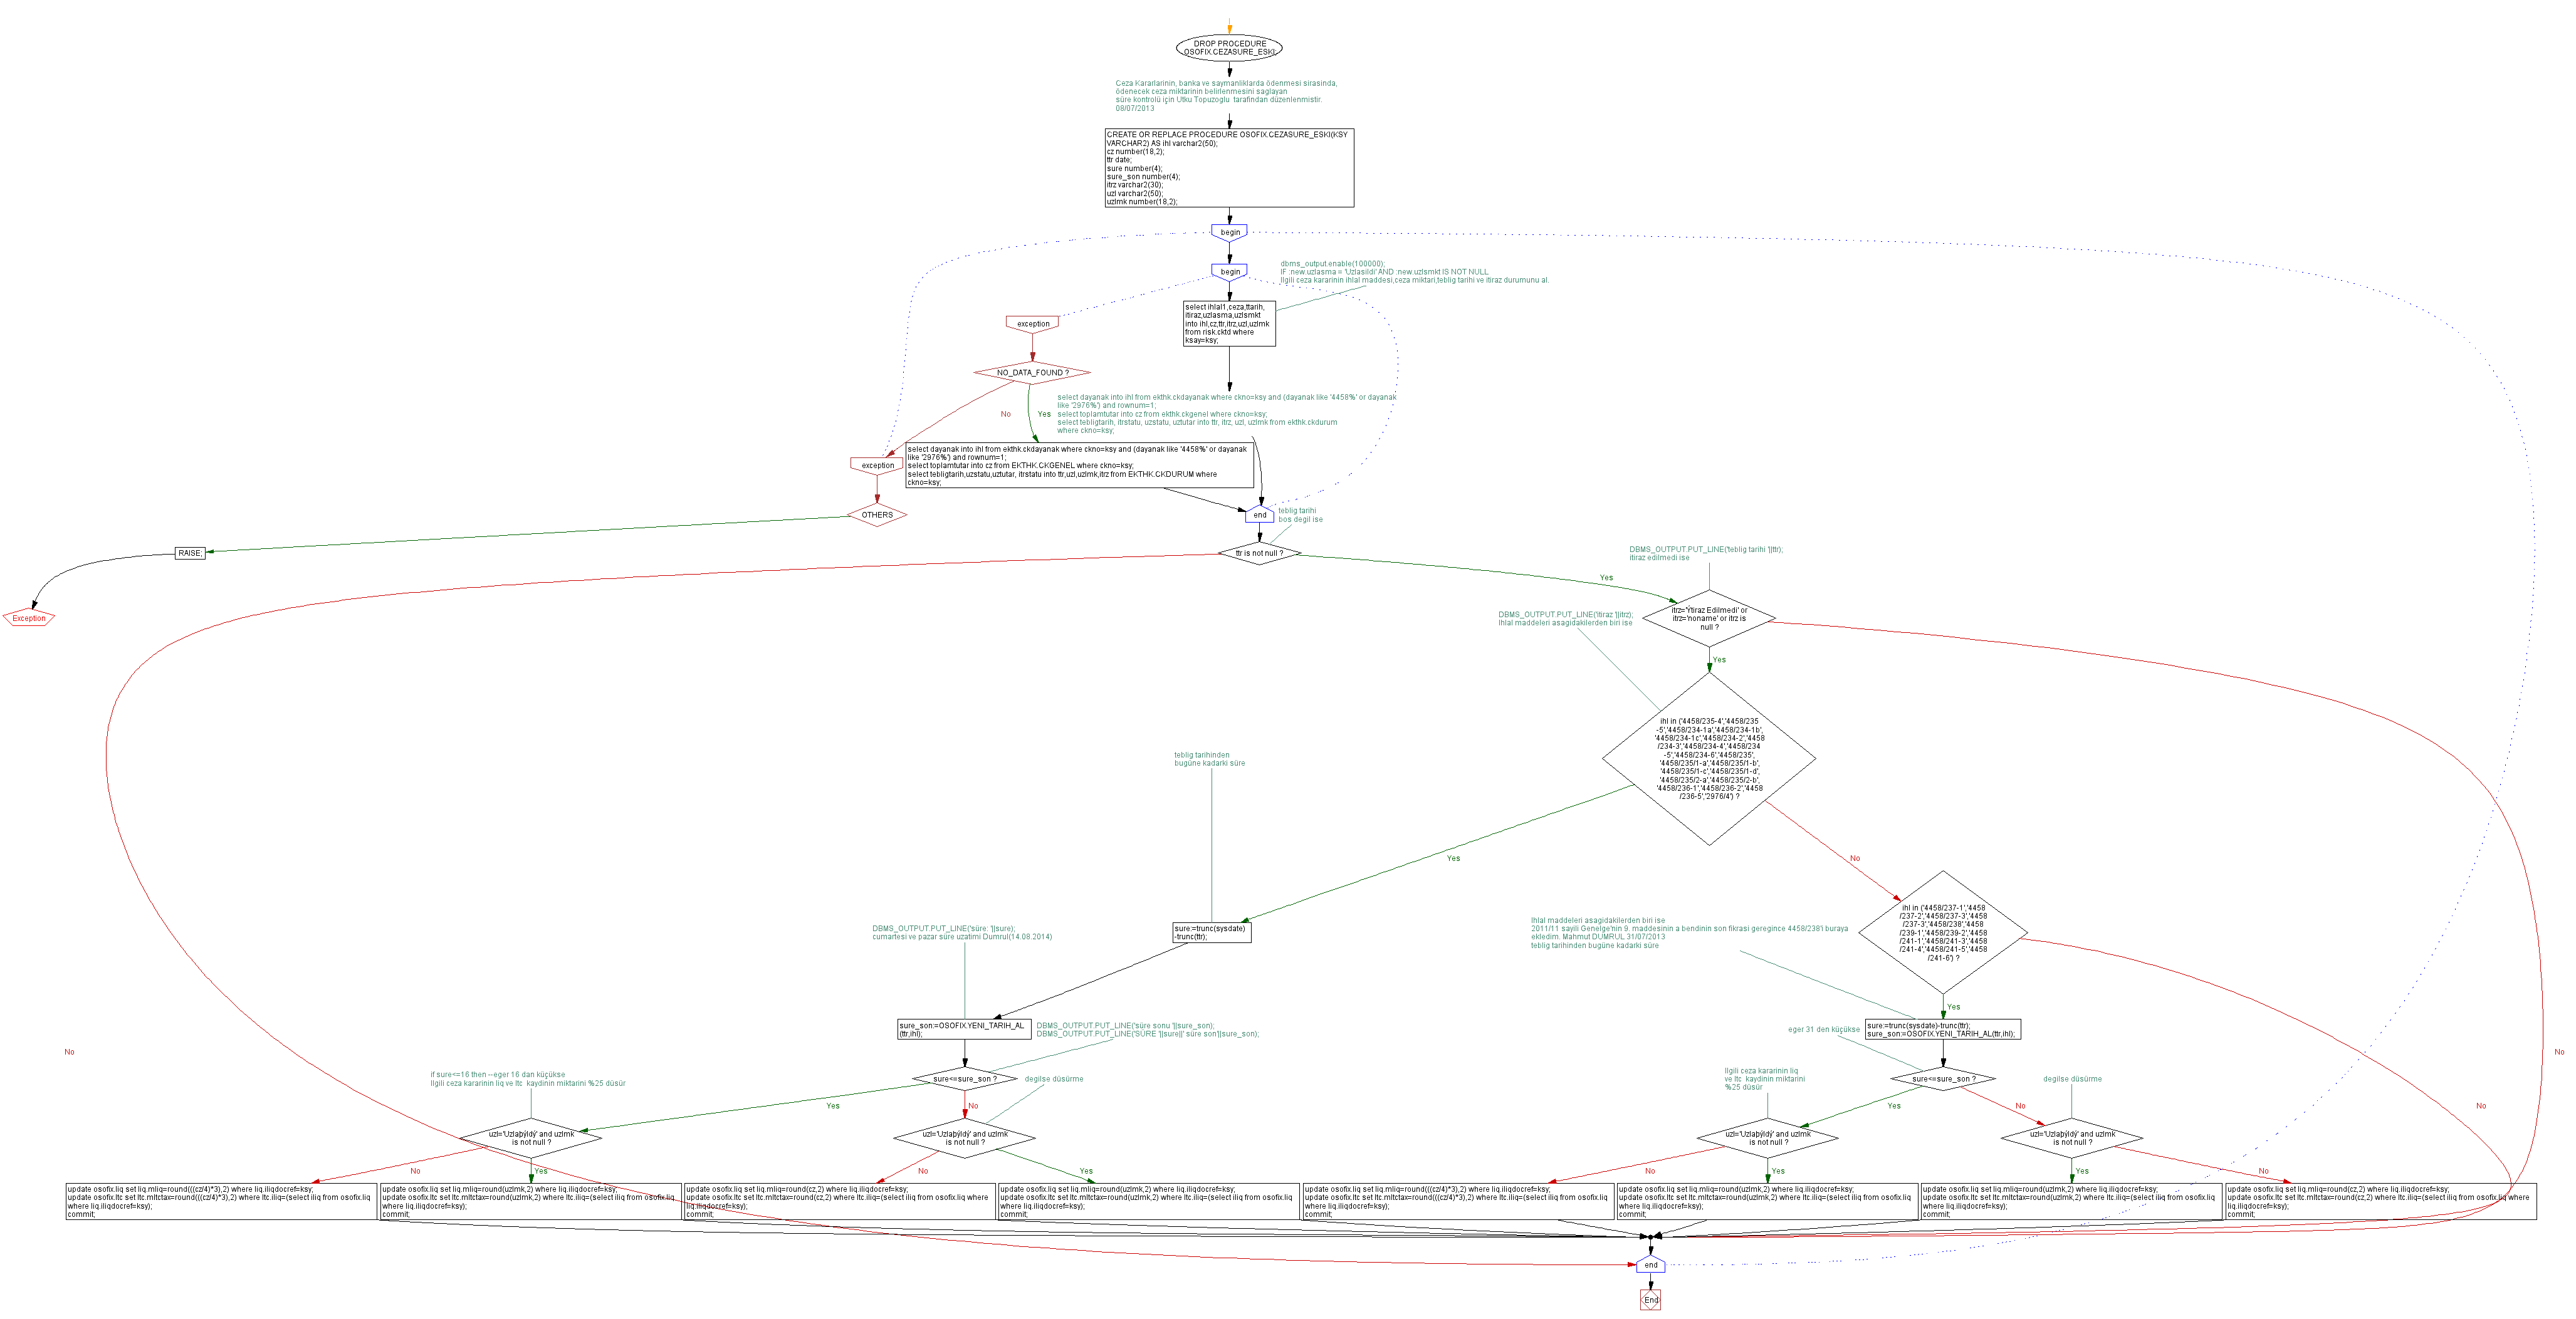 DROP PROCEDURE
OSOFIX.CEZASURE_ESKI;
Ceza Kararlarinin, banka ve saymanliklarda ödenmesi sirasinda,
ödenecek ceza miktarinin belirlenmesini saglayan
süre kontrolü için Utku Topuzoglu  tarafindan düzenlenmistir.
08/07/2013
CREATE OR REPLACE PROCEDURE OSOFIX.CEZASURE_ESKI(KSY
VARCHAR2) AS ihl varchar2(50);
cz number(18,2);
ttr date;
sure number(4);
sure_son number(4);
itrz varchar2(30);
uzl varchar2(50);
uzlmk number(18,2);
begin
begin
dbms_output.enable(100000);
IF :new.uzlasma = 'Uzlasildi' AND :new.uzlsmkt IS NOT NULL
Ilgili ceza kararinin ihlal maddesi,ceza miktari,teblig tarihi ve itiraz durumunu al.
select ihlal1,ceza,ttarih,
itiraz,uzlasma,uzlsmkt
into ihl,cz,ttr,itrz,uzl,uzlmk
from risk.cktd where
ksay=ksy;
exception
NO_DATA_FOUND ?
No
Yes
select dayanak into ihl from ekthk.ckdayanak where ckno=ksy and (dayanak like '4458%' or dayanak
like '2976%') and rownum=1;
select toplamtutar into cz from ekthk.ckgenel where ckno=ksy;
select tebligtarih, itrstatu, uzstatu, uztutar into ttr, itrz, uzl, uzlmk from ekthk.ckdurum
where ckno=ksy;
select dayanak into ihl from ekthk.ckdayanak where ckno=ksy and (dayanak like '4458%' or dayanak
like '2976%') and rownum=1;
select toplamtutar into cz from EKTHK.CKGENEL where ckno=ksy;
select tebligtarih,uzstatu,uztutar, itrstatu into ttr,uzl,uzlmk,itrz from EKTHK.CKDURUM where
ckno=ksy;
exception
OTHERS
end
teblig tarihi
bos degil ise
RAISE;
ttr is not null ?
Exception
Yes
DBMS_OUTPUT.PUT_LINE('teblig tarihi '||ttr);
itiraz edilmedi ise
itrz='Ýtiraz Edilmedi' or
itrz='noname' or itrz is
null ?
DBMS_OUTPUT.PUT_LINE('itiraz '||itrz);
Ihlal maddeleri asagidakilerden biri ise
Yes
ihl in ('4458/235-4','4458/235
-5','4458/234-1a','4458/234-1b',
'4458/234-1c','4458/234-2','4458
/234-3','4458/234-4','4458/234
-5','4458/234-6','4458/235',
'4458/235/1-a','4458/235/1-b',
'4458/235/1-c','4458/235/1-d',
'4458/235/2-a','4458/235/2-b',
'4458/236-1','4458/236-2','4458
/236-5','2976/4') ?
teblig tarihinden
bugüne kadarki süre
Yes
No
ihl in ('4458/237-1','4458
/237-2','4458/237-3','4458
/237-3','4458/238','4458
/239-1','4458/239-2','4458
/241-1','4458/241-3','4458
/241-4','4458/241-5','4458
/241-6') ?
sure:=trunc(sysdate)
-trunc(ttr);
DBMS_OUTPUT.PUT_LINE('süre: '||sure);
cumartesi ve pazar süre uzatimi Dumrul(14.08.2014)
Ihlal maddeleri asagidakilerden biri ise
2011/11 sayili Genelge'nin 9. maddesinin a bendinin son fikrasi geregince 4458/238'i buraya
ekledim. Mahmut DUMRUL 31/07/2013
teblig tarihinden bugüne kadarki süre
Yes
sure_son:=OSOFIX.YENI_TARIH_AL
(ttr,ihl);
DBMS_OUTPUT.PUT_LINE('süre sonu '||sure_son);
DBMS_OUTPUT.PUT_LINE('SÜRE '||sure||' süre son'||sure_son);
eger 31 den küçükse
sure:=trunc(sysdate)-trunc(ttr);
sure_son:=OSOFIX.YENI_TARIH_AL(ttr,ihl);
No
No
if sure<=16 then --eger 16 dan küçükse
Ilgili ceza kararinin liq ve ltc  kaydinin miktarini %25 düsür
sure<=sure_son ?
degilse düsürme
Ilgili ceza kararinin liq
ve ltc  kaydinin miktarini
%25 düsür
sure<=sure_son ?
degilse düsürme
Yes
No
Yes
No
No
uzl='Uzlaþýldý' and uzlmk
is not null ?
uzl='Uzlaþýldý' and uzlmk
is not null ?
uzl='Uzlaþýldý' and uzlmk
is not null ?
uzl='Uzlaþýldý' and uzlmk
is not null ?
No
Yes
No
Yes
No
Yes
Yes
No
update osofix.liq set liq.mliq=round(((cz/4)*3),2) where liq.iliqdocref=ksy;
update osofix.ltc set ltc.mltctax=round(((cz/4)*3),2) where ltc.iliq=(select iliq from osofix.liq
where liq.iliqdocref=ksy);
commit;
update osofix.liq set liq.mliq=round(uzlmk,2) where liq.iliqdocref=ksy;
update osofix.ltc set ltc.mltctax=round(uzlmk,2) where ltc.iliq=(select iliq from osofix.liq
where liq.iliqdocref=ksy);
commit;
update osofix.liq set liq.mliq=round(cz,2) where liq.iliqdocref=ksy;
update osofix.ltc set ltc.mltctax=round(cz,2) where ltc.iliq=(select iliq from osofix.liq where
liq.iliqdocref=ksy);
commit;
update osofix.liq set liq.mliq=round(uzlmk,2) where liq.iliqdocref=ksy;
update osofix.ltc set ltc.mltctax=round(uzlmk,2) where ltc.iliq=(select iliq from osofix.liq
where liq.iliqdocref=ksy);
commit;
update osofix.liq set liq.mliq=round(((cz/4)*3),2) where liq.iliqdocref=ksy;
update osofix.ltc set ltc.mltctax=round(((cz/4)*3),2) where ltc.iliq=(select iliq from osofix.liq
where liq.iliqdocref=ksy);
commit;
update osofix.liq set liq.mliq=round(uzlmk,2) where liq.iliqdocref=ksy;
update osofix.ltc set ltc.mltctax=round(uzlmk,2) where ltc.iliq=(select iliq from osofix.liq
where liq.iliqdocref=ksy);
commit;
update osofix.liq set liq.mliq=round(uzlmk,2) where liq.iliqdocref=ksy;
update osofix.ltc set ltc.mltctax=round(uzlmk,2) where ltc.iliq=(select iliq from osofix.liq
where liq.iliqdocref=ksy);
commit;
update osofix.liq set liq.mliq=round(cz,2) where liq.iliqdocref=ksy;
update osofix.ltc set ltc.mltctax=round(cz,2) where ltc.iliq=(select iliq from osofix.liq where
liq.iliqdocref=ksy);
commit;
end
End